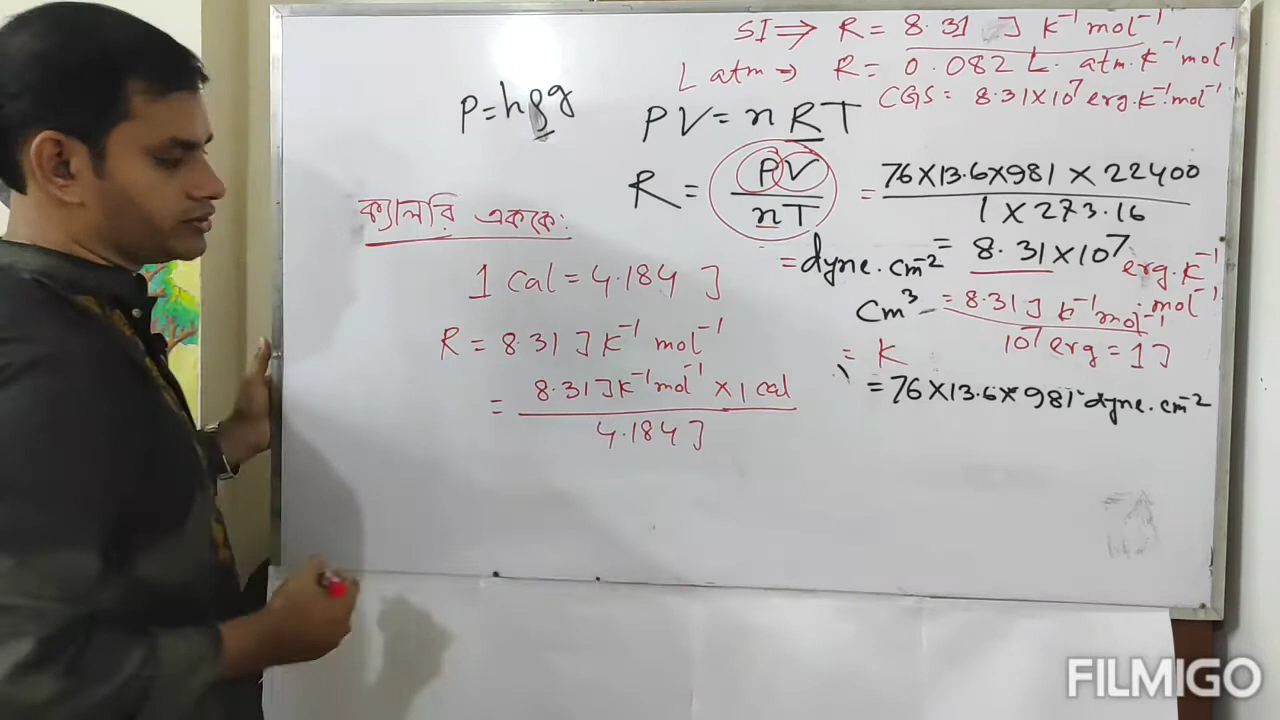 SI ⇒ R = 8.31 J K⁻¹ mol⁻¹
L atm → R = 0.082 L. atm. K⁻¹ mol⁻¹
CGS = 8.31×10⁷ erg.K⁻¹.mol⁻¹
P=hρg
PV = nRT
R = PV / nT = 76×13.6×981 × 22400 / 1 × 273.16
= 8.31×10⁷ erg.K⁻¹ mol⁻¹
= dyne.cm⁻²
cm³
= 8.31 J K⁻¹ mol⁻¹
10⁷ erg = 1 J
= K
= 76×13.6×981 dyne.cm⁻²
ক্যালরি এককে:
1 Cal = 4.184 J
R = 8.31 J K⁻¹ mol⁻¹
= 8.31 J K⁻¹ mol⁻¹ × 1 cal / 4.184 J
FILMIGO